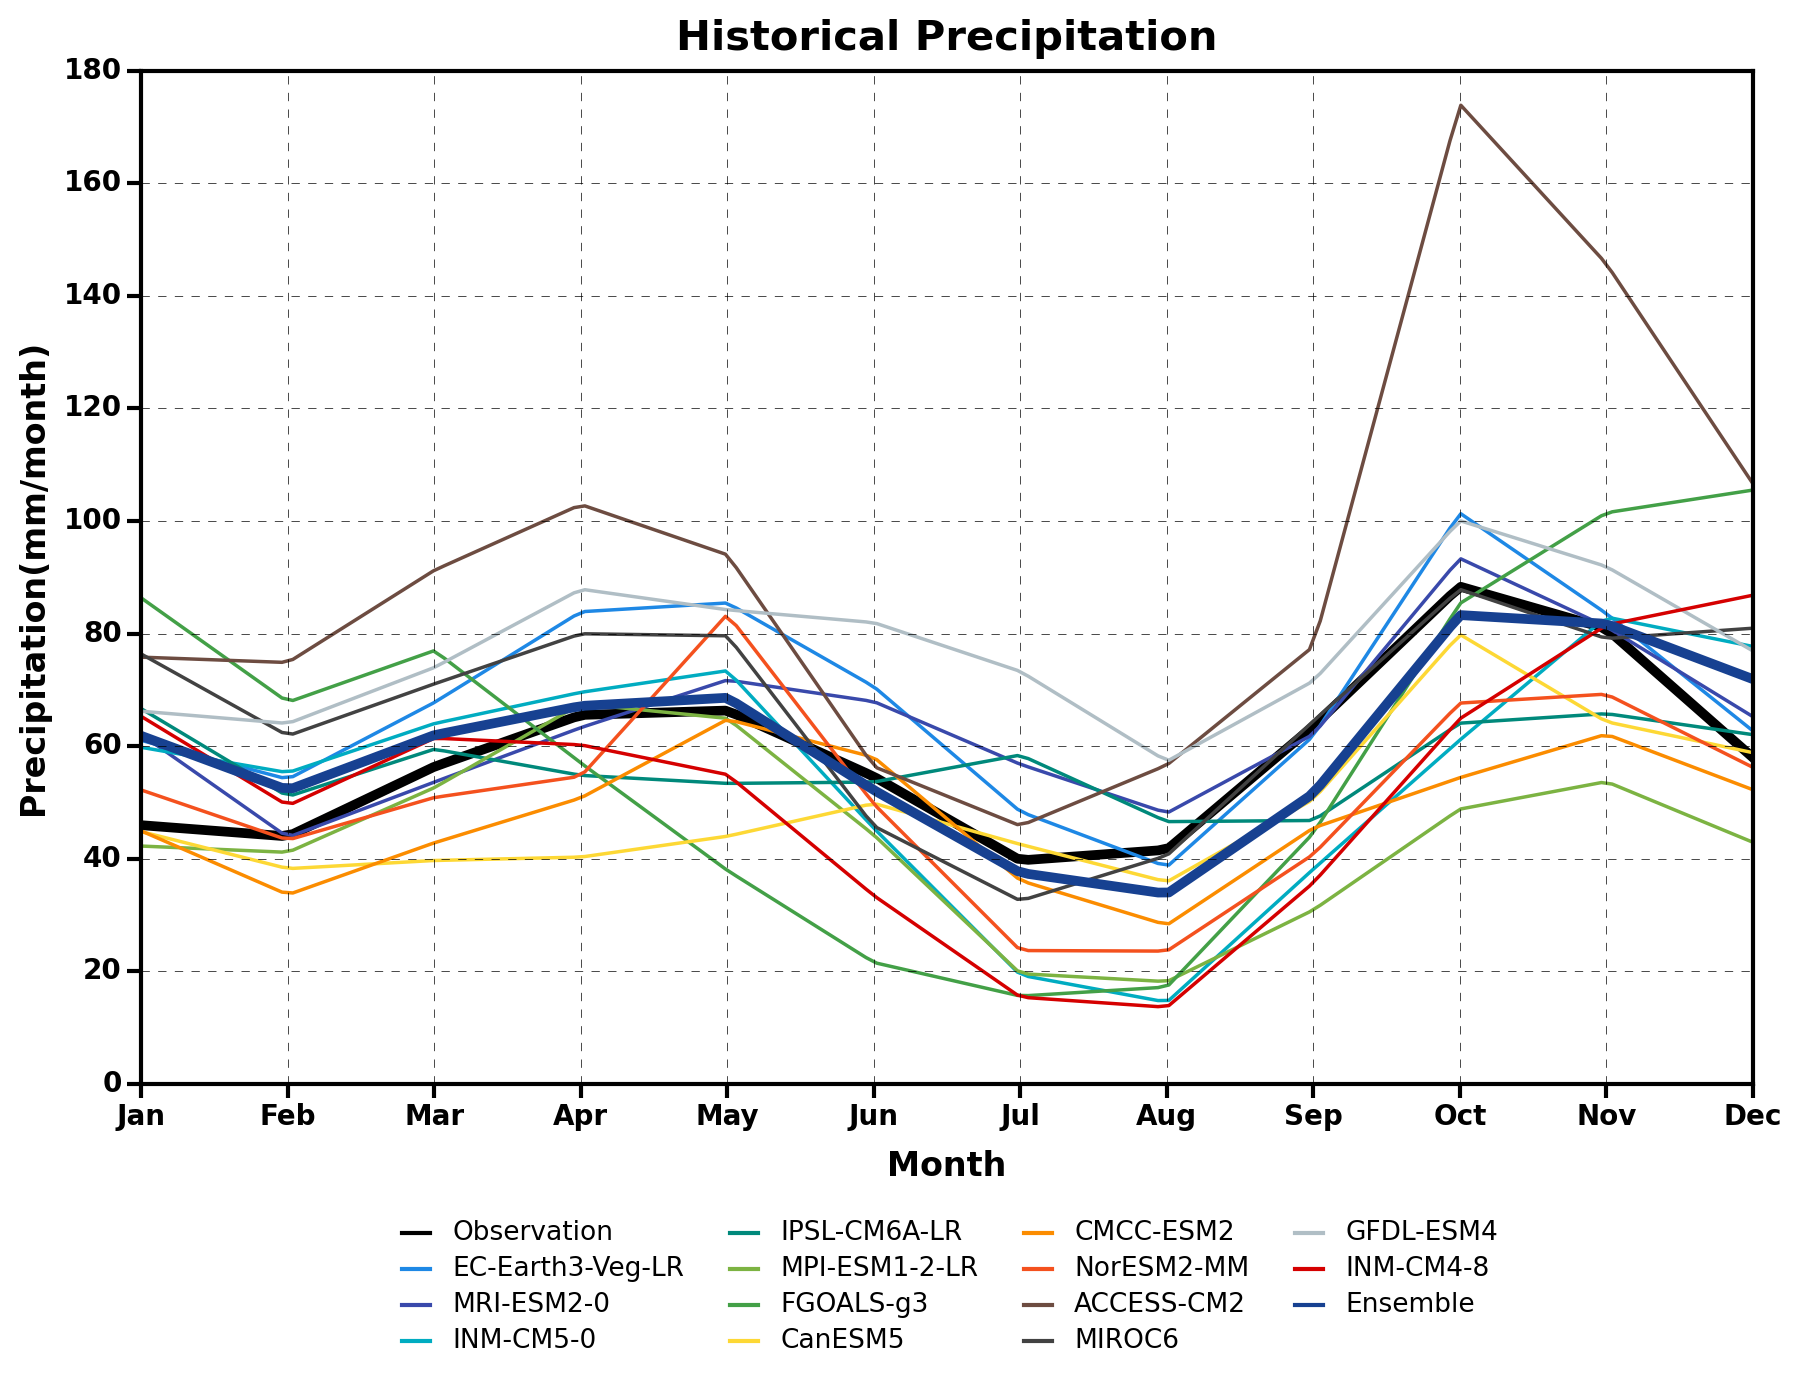 Historical Precipitation
180
160
140
120
100
80
60
40
20
0
Precipitation(mm/month)
Jan Feb Mar Apr May Jun Jul Aug Sep Oct Nov Dec
Month
Observation IPSL-CM6A-LR CMCC-ESM2 GFDL-ESM4
EC-Earth3-Veg-LR MPI-ESM1-2-LR NorESM2-MM INM-CM4-8
MRI-ESM2-0 FGOALS-g3 ACCESS-CM2 Ensemble
INM-CM5-0 CanESM5 MIROC6